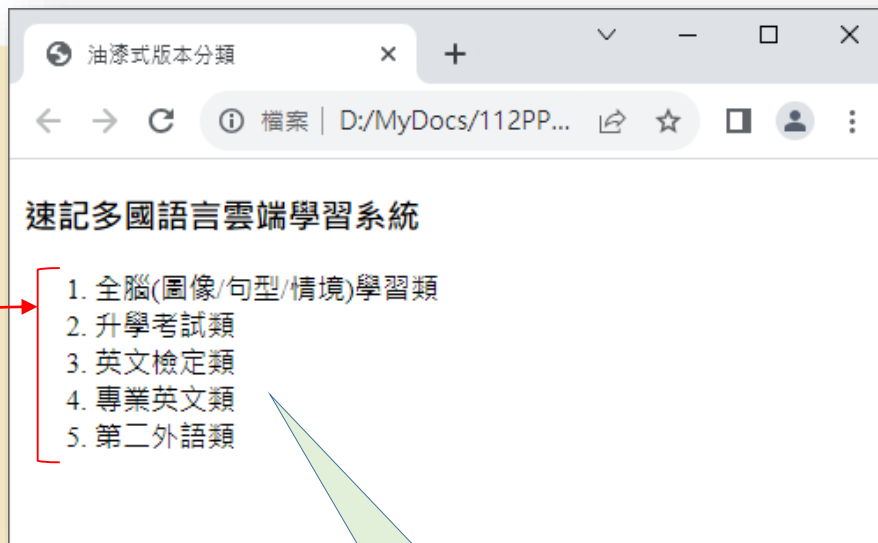 油漆式版本分類
檔案 | D:/MyDocs/112PP...
速記多國語言雲端學習系統
1. 全腦(圖像/句型/情境)學習類
2. 升學考試類
3. 英文檢定類
4. 專業英文類
5. 第二外語類